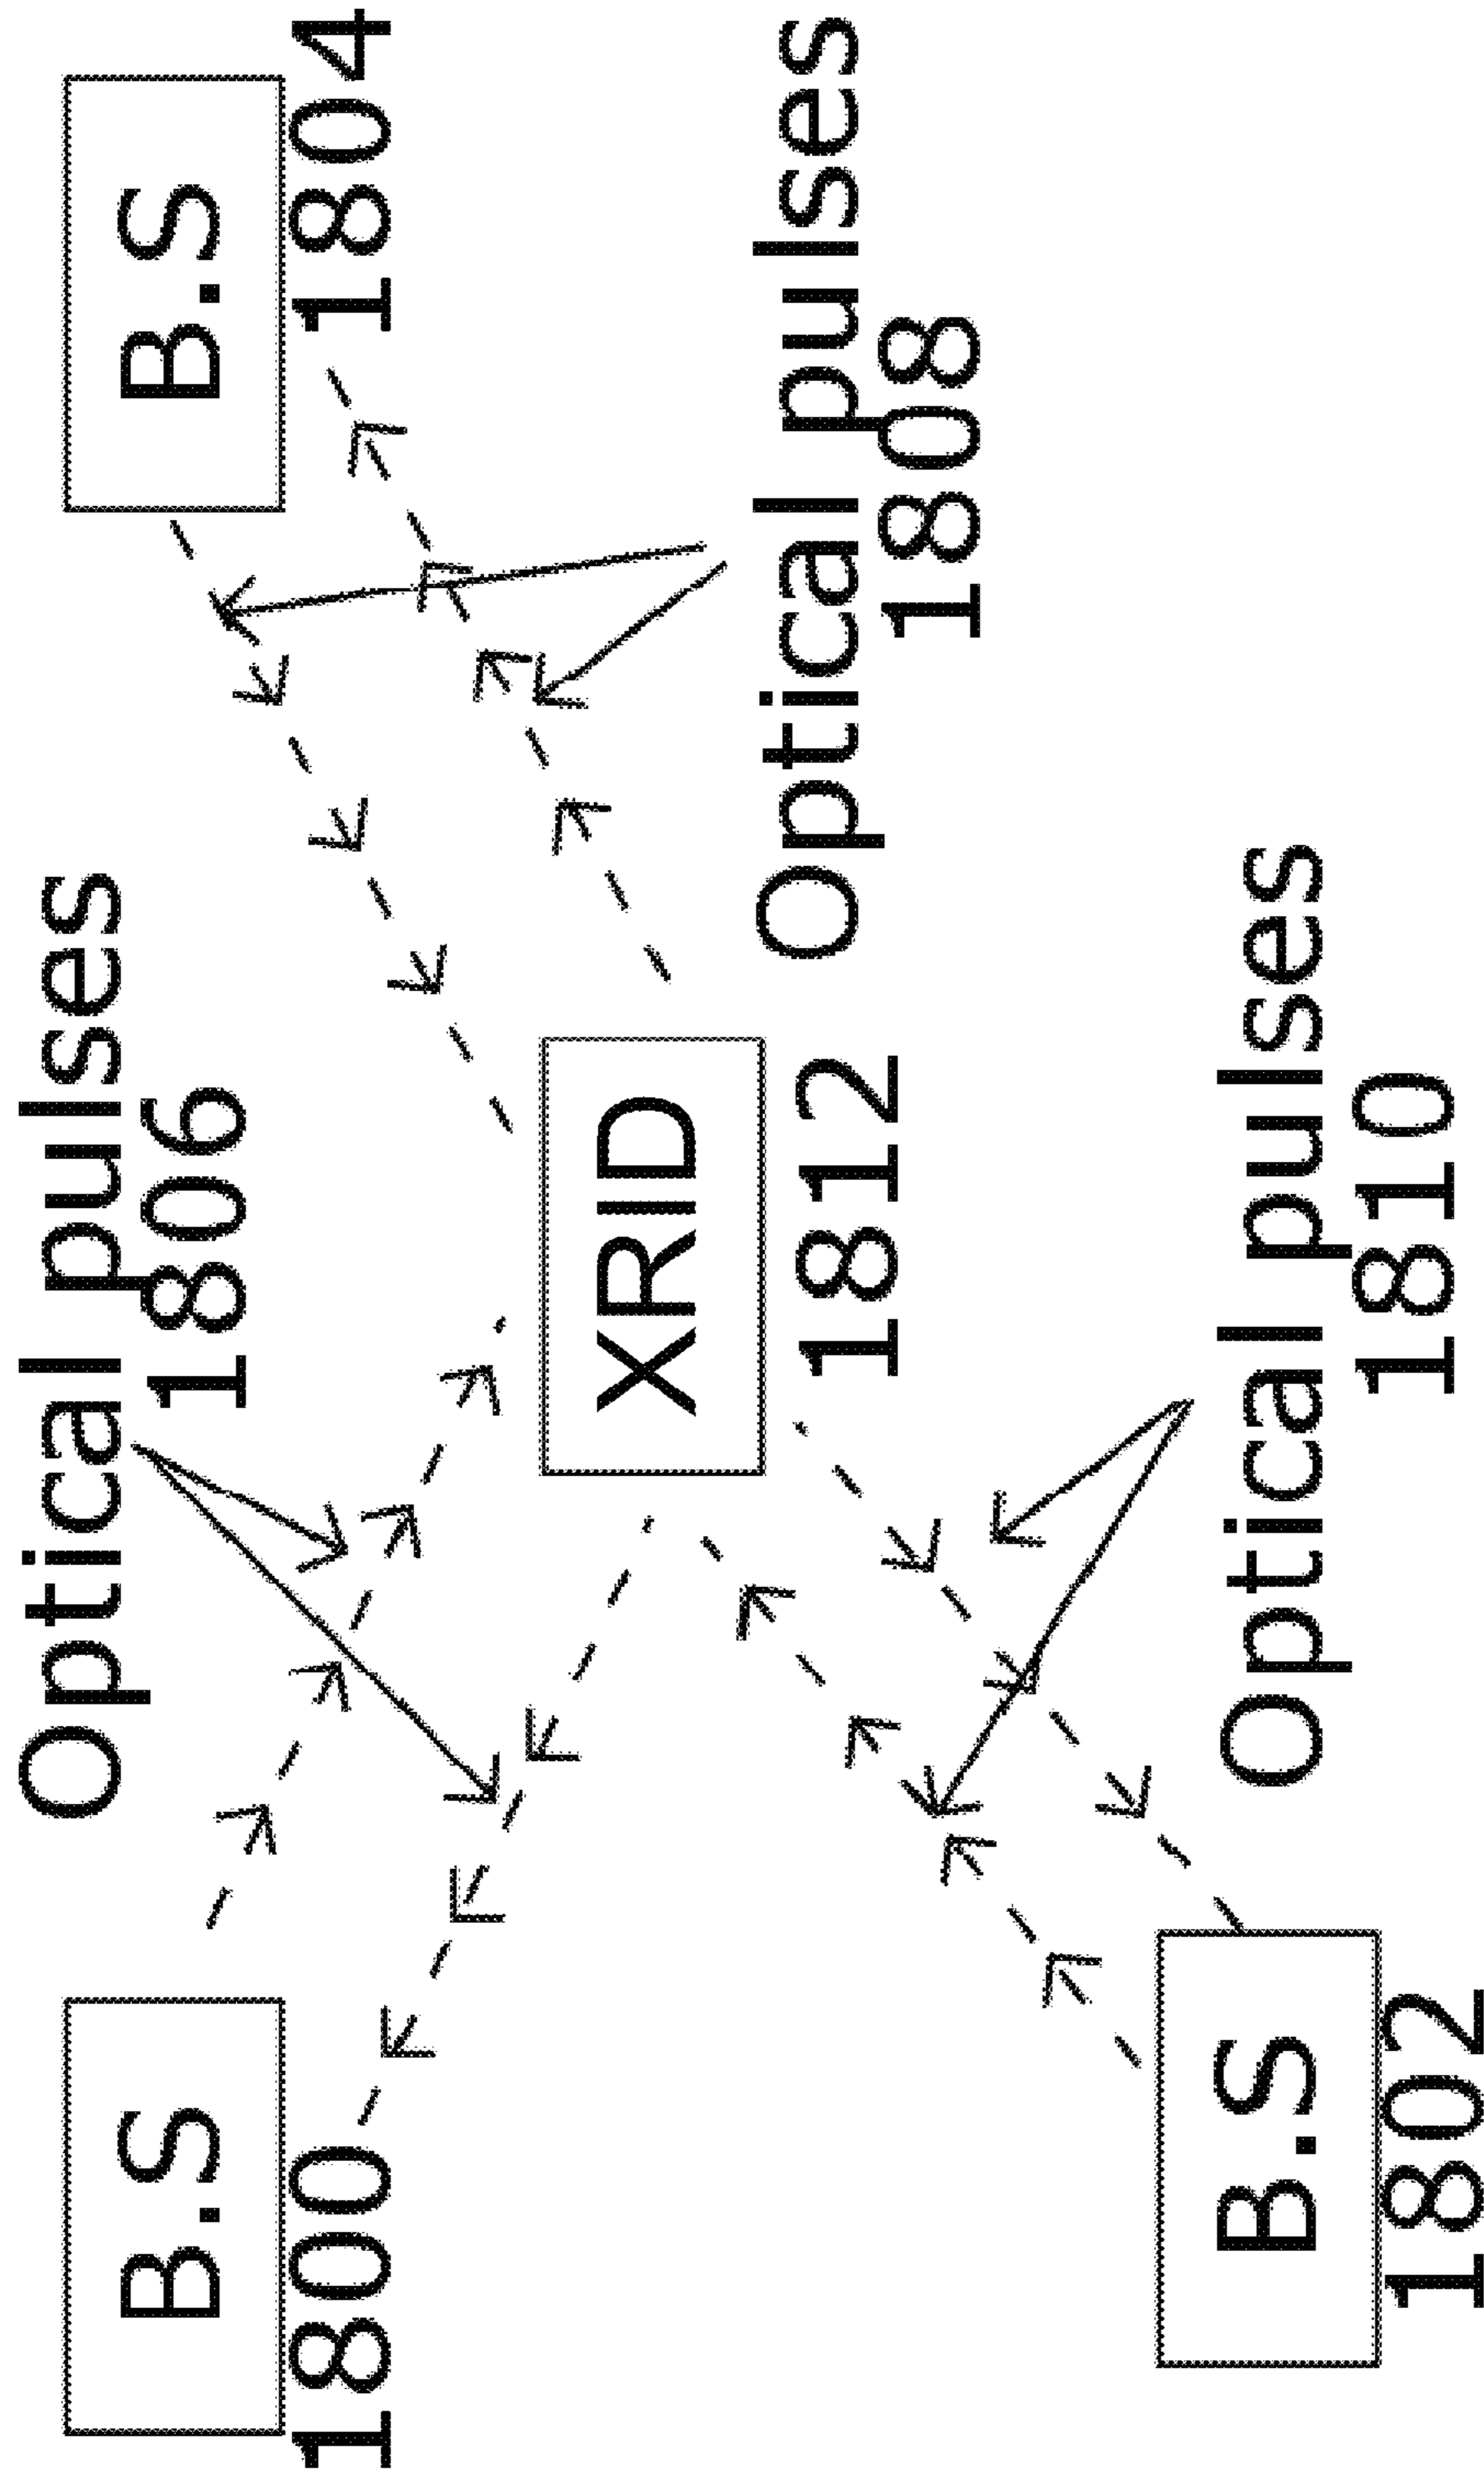 Optical pulses
1806
B.S
1800
B.S
1804
XRID
1812
Optical pulses
1808
Optical pulses
1810
B.S
1802